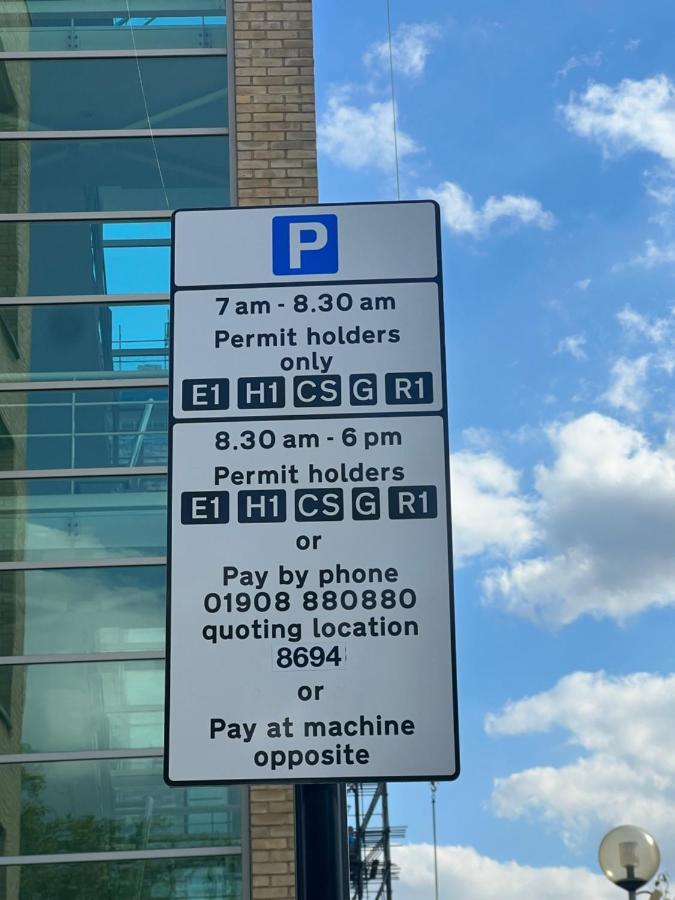 P
7 am - 8.30 am
Permit holders
only
E1 H1 CS G R1
8.30 am - 6 pm
Permit holders
E1 H1 CS G R1
or
Pay by phone
01908 880880
quoting location
8694
or
Pay at machine
opposite